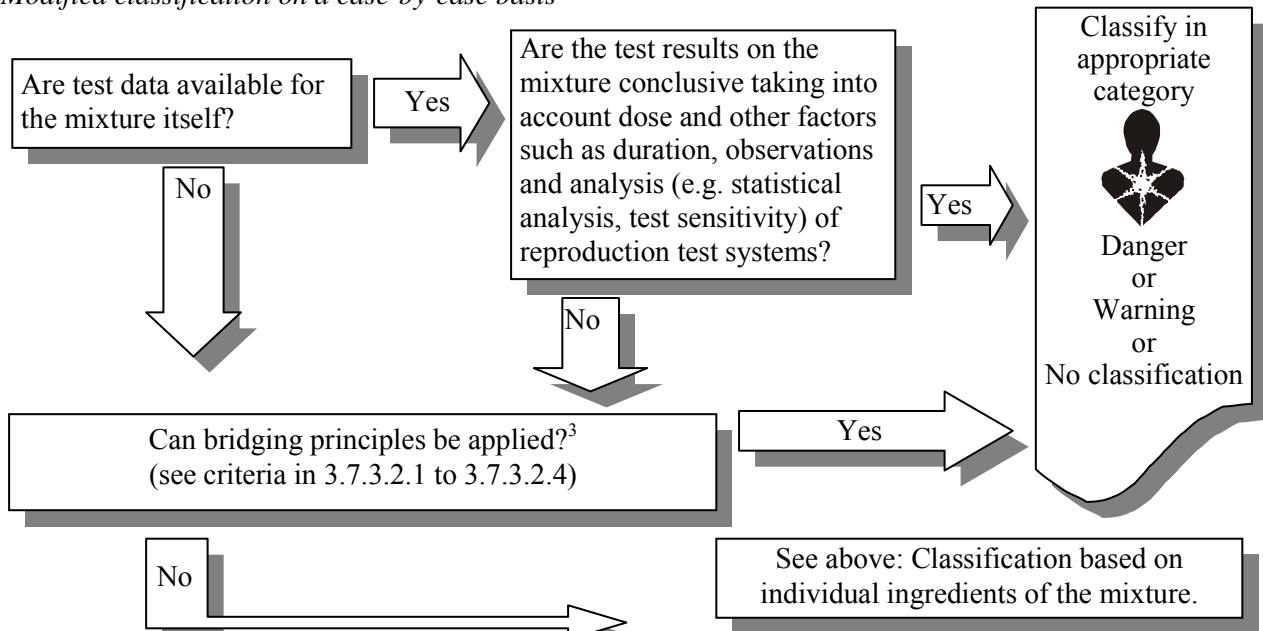 Modified classification on a case-by-case basis
Are test data available for
the mixture itself?
Yes
Are the test results on the
mixture conclusive taking into
account dose and other factors
such as duration, observations
and analysis (e.g. statistical
analysis, test sensitivity) of
reproduction test systems?
Yes
Classify in
appropriate
category
Danger
or
Warning
or
No classification
No
No
Can bridging principles be applied?³
(see criteria in 3.7.3.2.1 to 3.7.3.2.4)
Yes
No
See above: Classification based on
individual ingredients of the mixture.